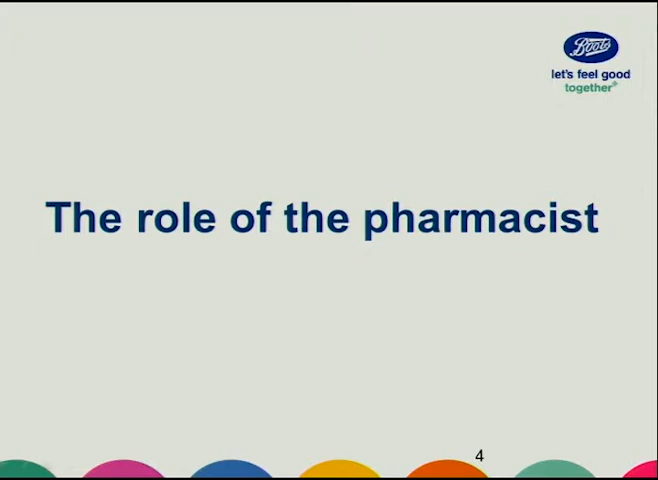 Boots
let's feel good
together
The role of the pharmacist
4